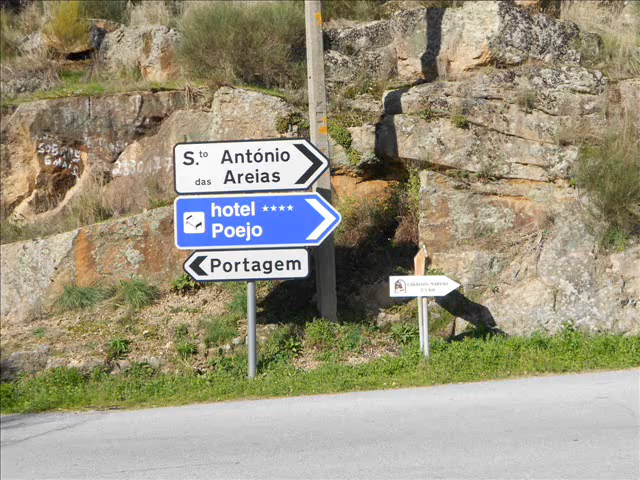 S.to António
das Areias
hotel ****
Poejo
Portagem